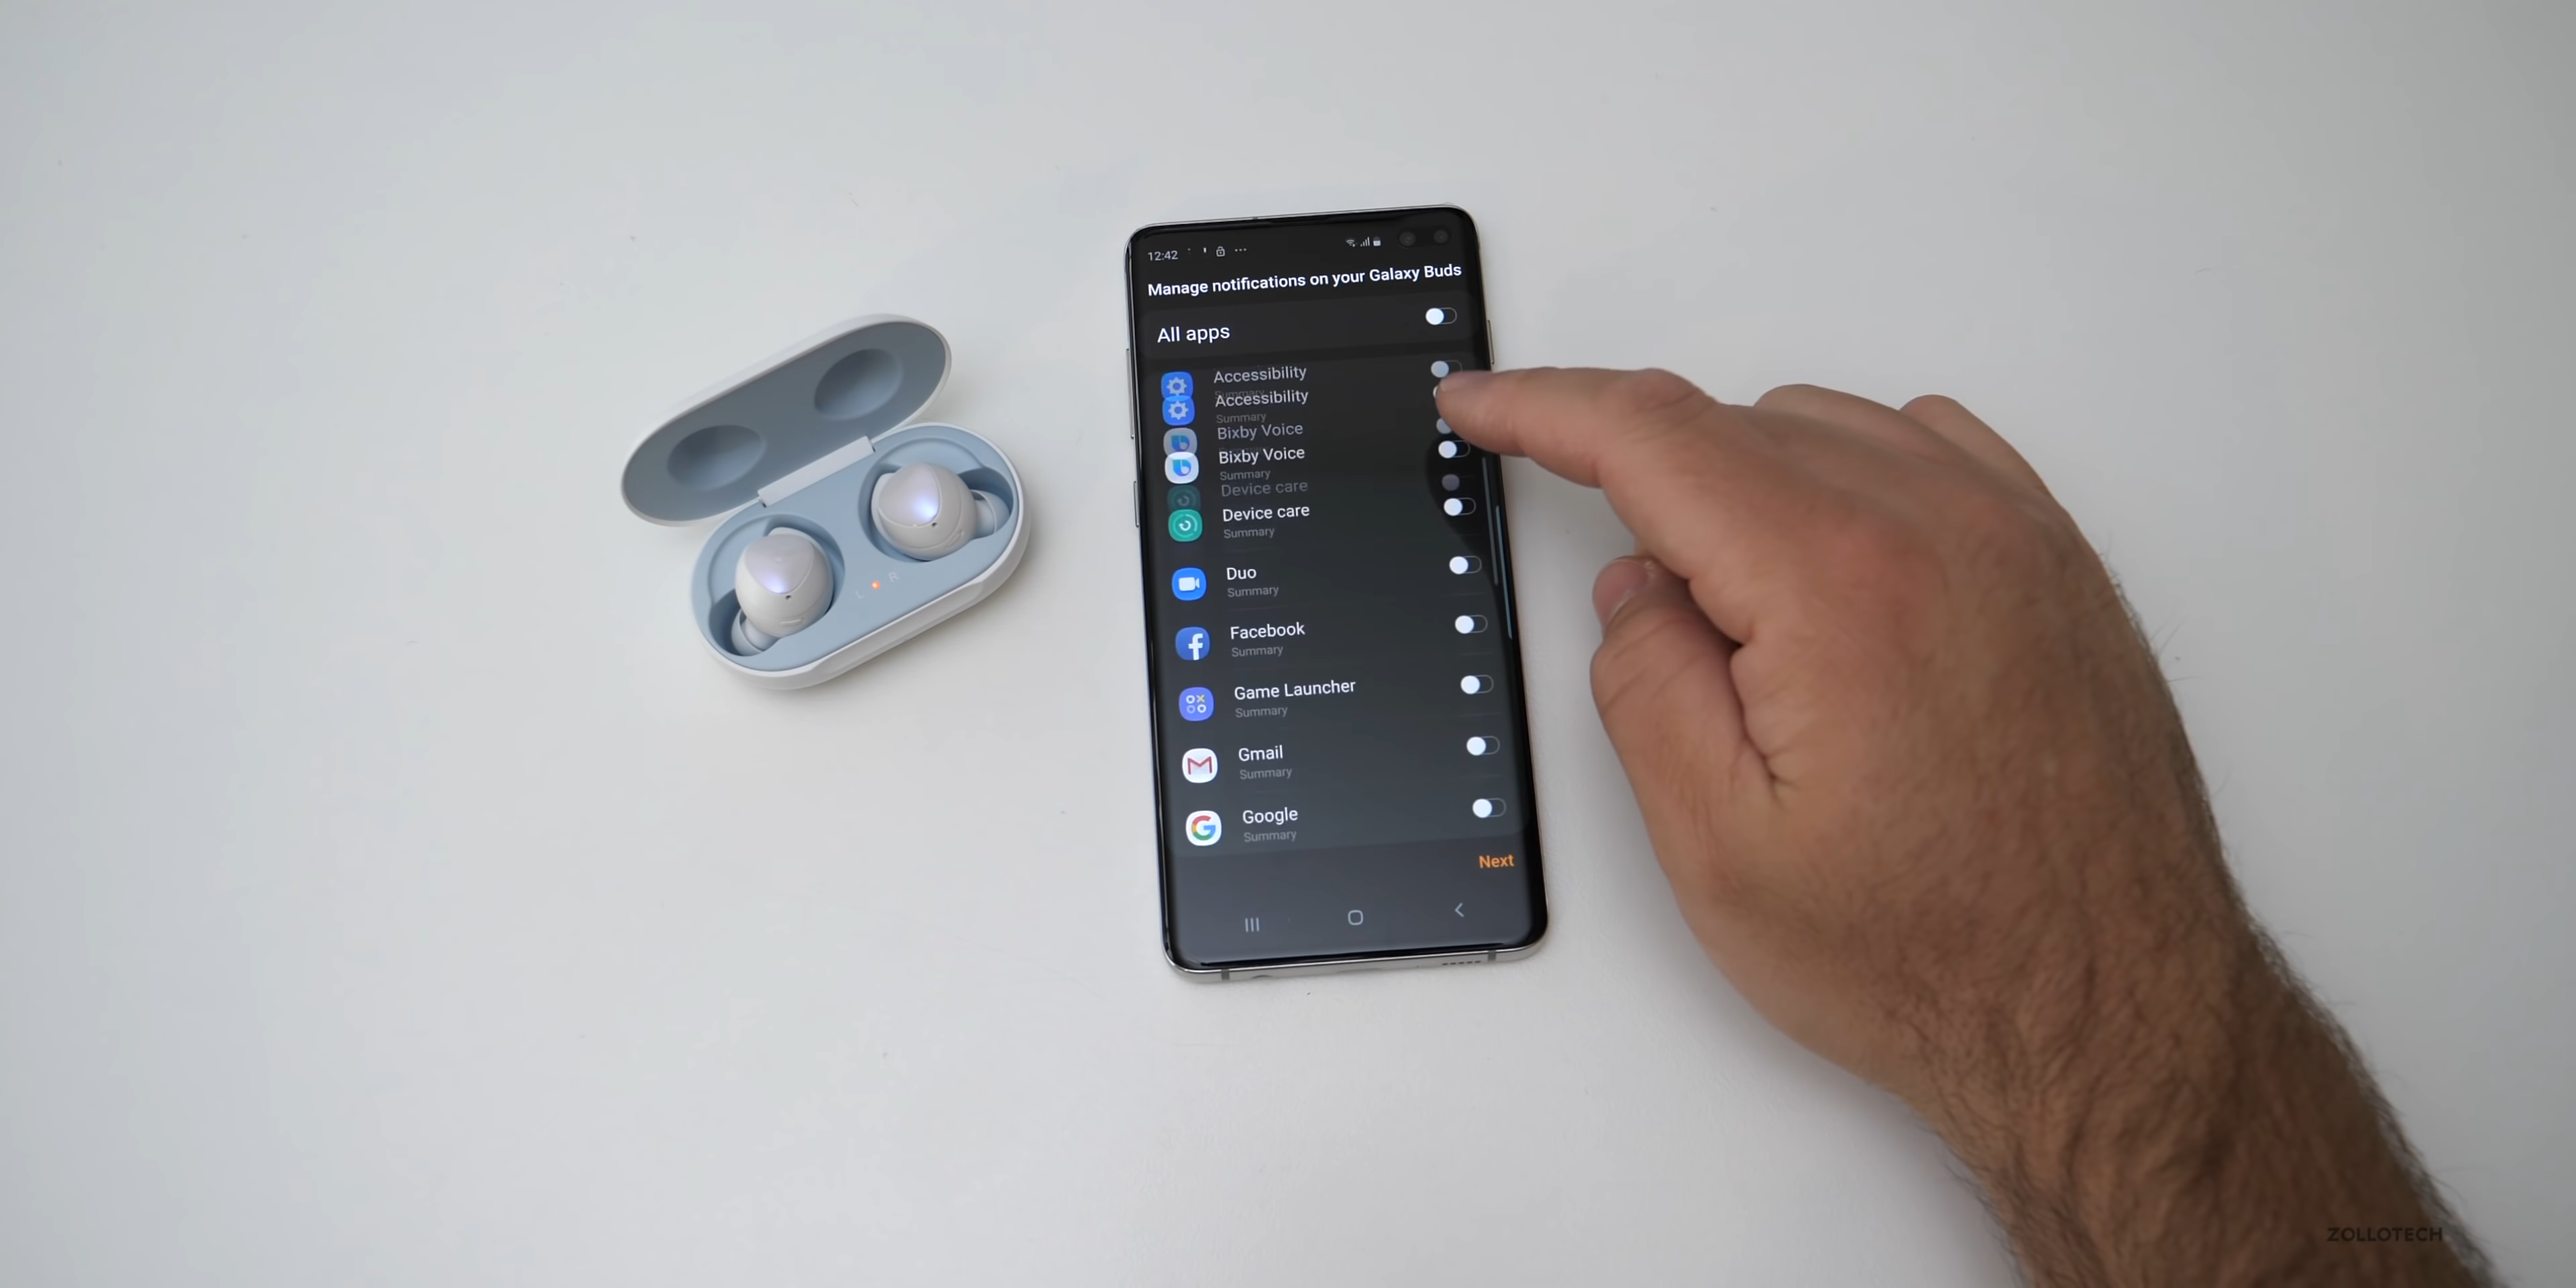 12:42
Manage notifications on your Galaxy Buds
All apps
Accessibility
Summary
Accessibility
Summary
Bixby Voice
Bixby Voice
Summary
Device care
Device care
Summary
Duo
Summary
Facebook
Summary
Game Launcher
Summary
Gmail
Summary
Google
Summary
Next
L R
ZOLLOTECH